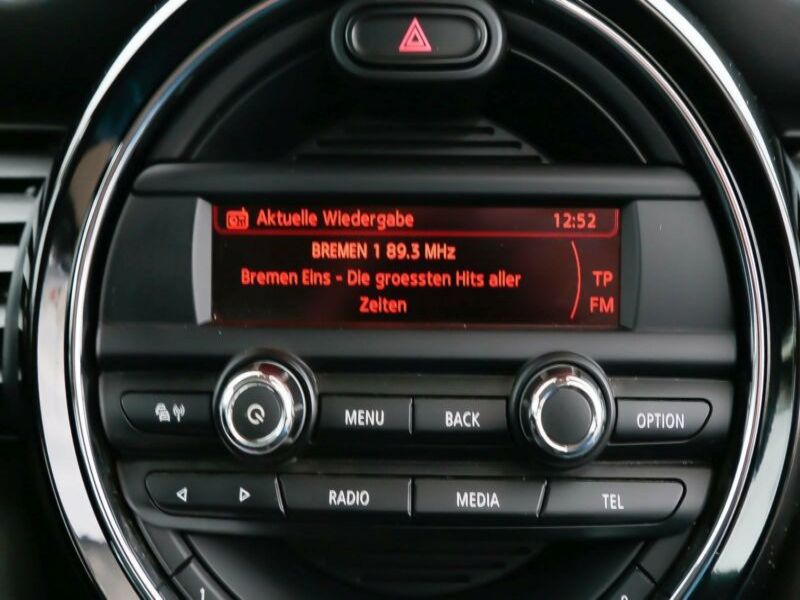 Aktuelle Wiedergabe 12:52
BREMEN 1 89.3 MHz
Bremen Eins - Die groessten Hits aller
Zeiten
TP
FM
MENU BACK OPTION
RADIO MEDIA TEL
1